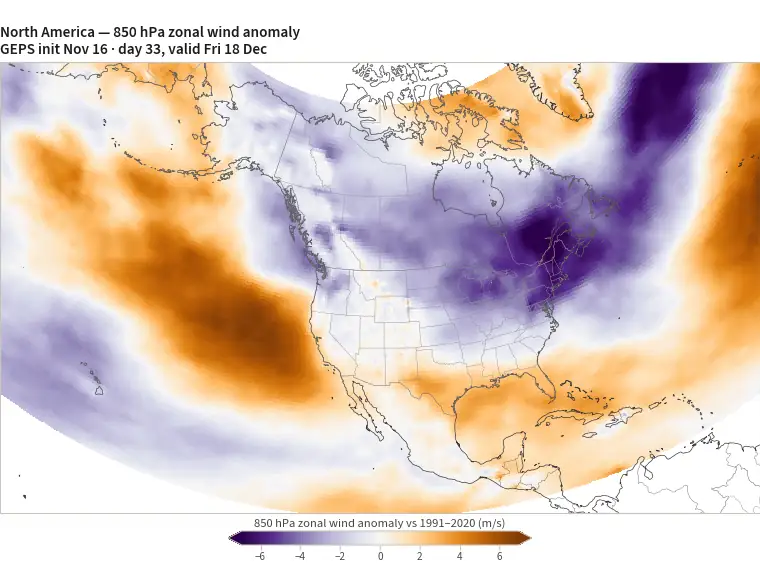 North America — 850 hPa zonal wind anomaly
GEPS init Nov 16 · day 33, valid Fri 18 Dec
850 hPa zonal wind anomaly vs 1991–2020 (m/s)
−6 −4 −2 0 2 4 6